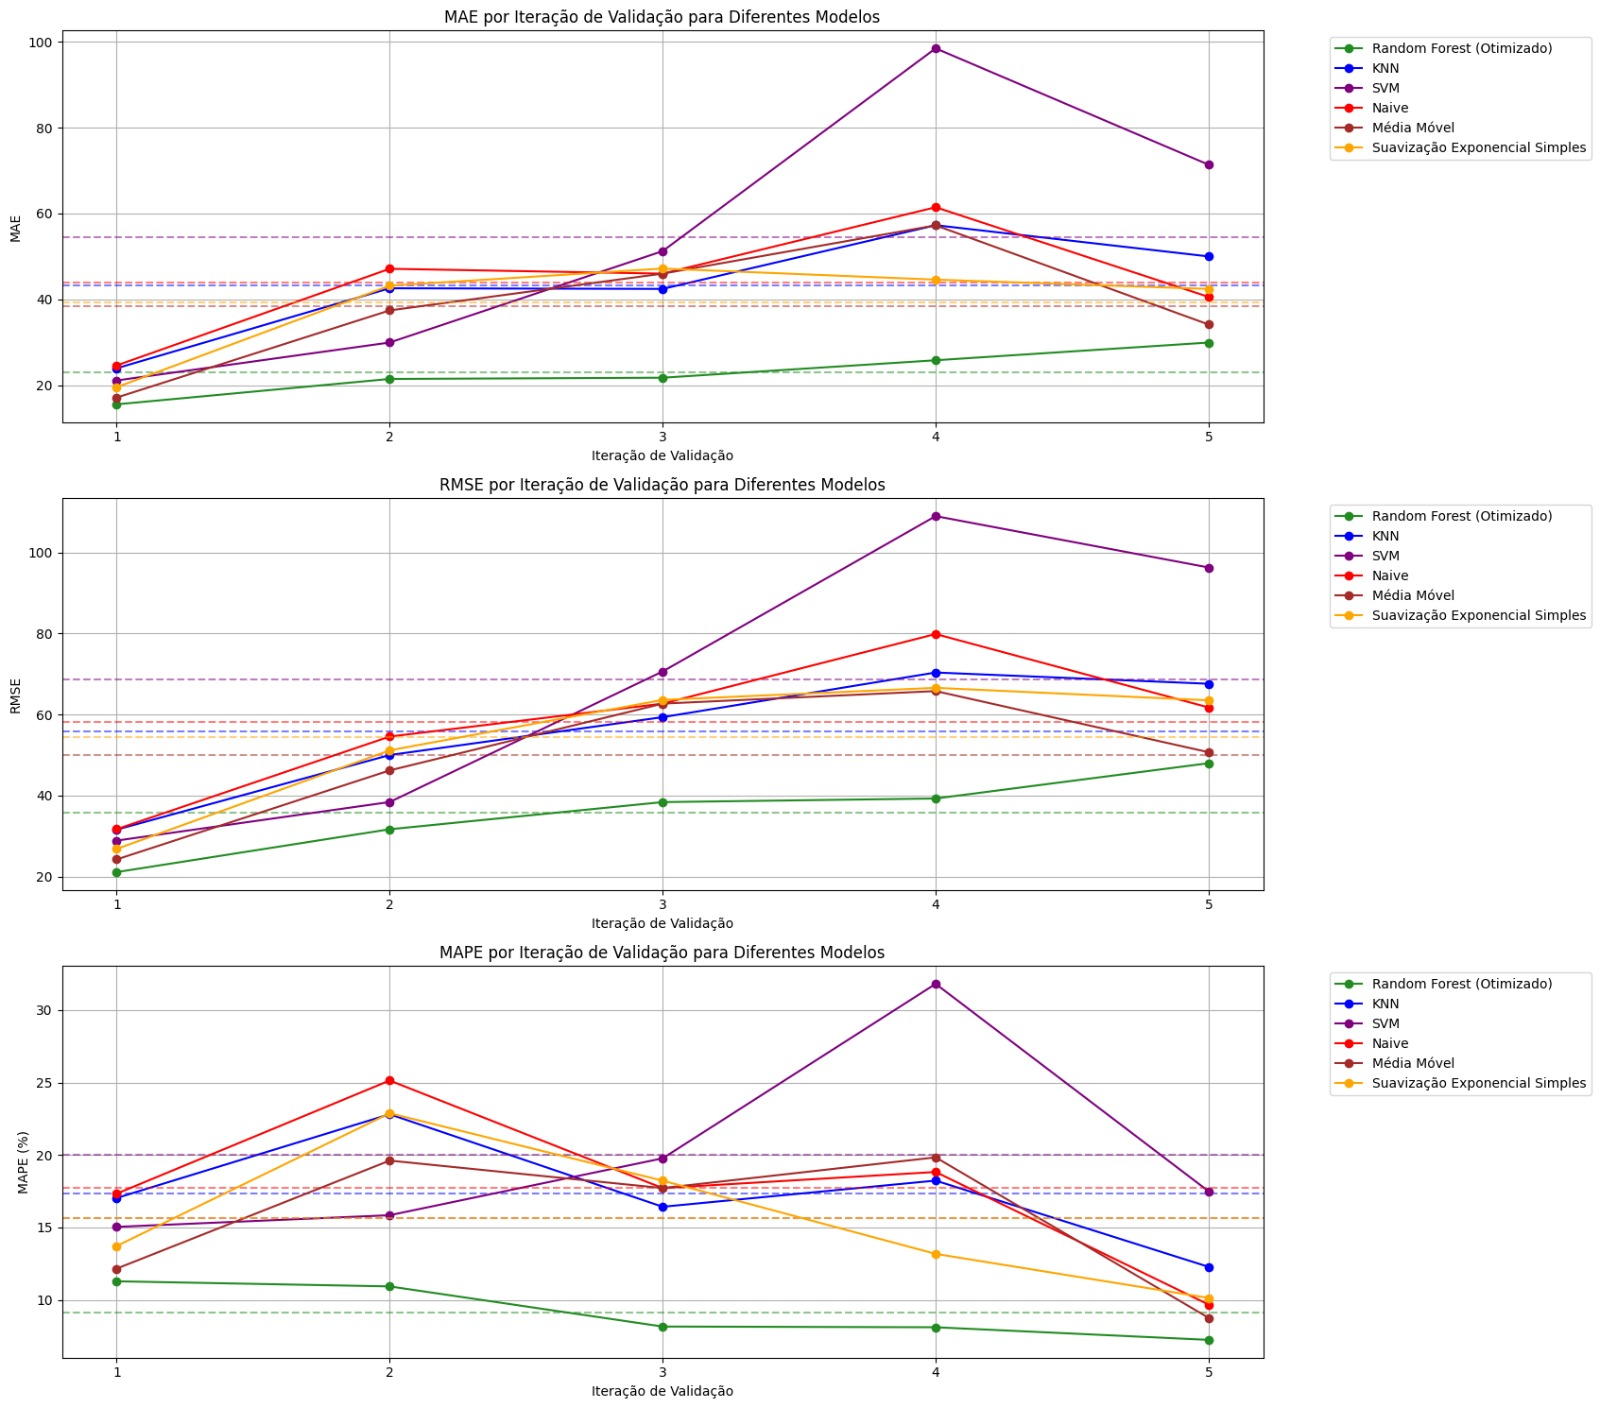 MAE por Iteração de Validação para Diferentes Modelos
100
80
60
40
20
MAE
1 2 3 4 5
Iteração de Validação
Random Forest (Otimizado)
KNN
SVM
Naive
Média Móvel
Suavização Exponencial Simples
RMSE por Iteração de Validação para Diferentes Modelos
100
80
60
40
20
RMSE
1 2 3 4 5
Iteração de Validação
Random Forest (Otimizado)
KNN
SVM
Naive
Média Móvel
Suavização Exponencial Simples
MAPE por Iteração de Validação para Diferentes Modelos
30
25
20
15
10
MAPE (%)
1 2 3 4 5
Iteração de Validação
Random Forest (Otimizado)
KNN
SVM
Naive
Média Móvel
Suavização Exponencial Simples